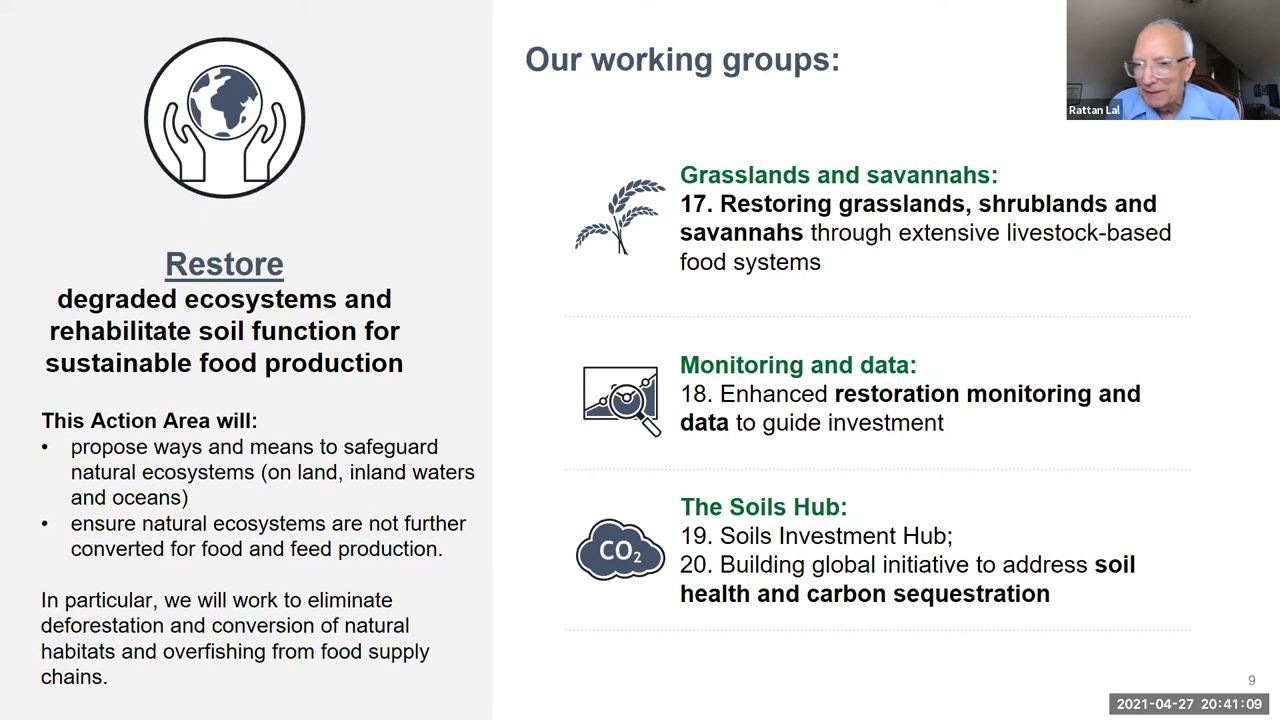 Restore
degraded ecosystems and
rehabilitate soil function for
sustainable food production
This Action Area will:
• propose ways and means to safeguard
natural ecosystems (on land, inland waters
and oceans)
• ensure natural ecosystems are not further
converted for food and feed production.
In particular, we will work to eliminate
deforestation and conversion of natural
habitats and overfishing from food supply
chains.
Our working groups:
Grasslands and savannahs:
17. Restoring grasslands, shrublands and
savannahs through extensive livestock-based
food systems
Monitoring and data:
18. Enhanced restoration monitoring and
data to guide investment
The Soils Hub:
CO₂
19. Soils Investment Hub;
20. Building global initiative to address soil
health and carbon sequestration
Rattan Lal
9
2021-04-27 20:41:09